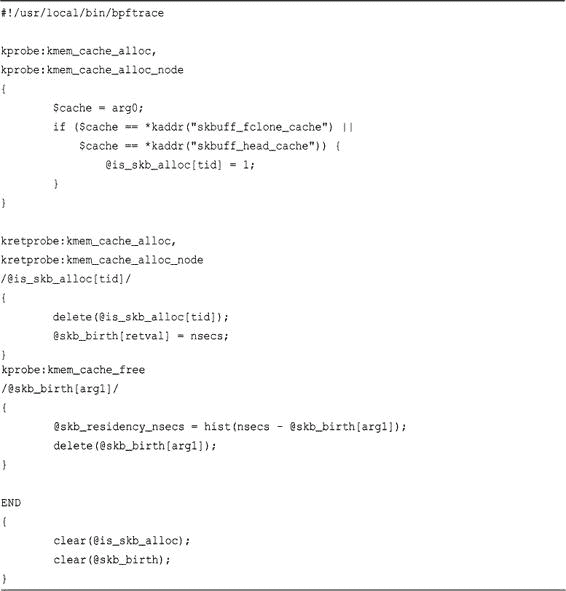 #!/usr/local/bin/bpftrace
kprobe:kmem_cache_alloc,
kprobe:kmem_cache_alloc_node
{
$cache = arg0;
if ($cache == *kaddr("skbuff_fclone_cache") ||
$cache == *kaddr("skbuff_head_cache")) {
@is_skb_alloc[tid] = 1;
}
}
kretprobe:kmem_cache_alloc,
kretprobe:kmem_cache_alloc_node
/@is_skb_alloc[tid]/
{
delete(@is_skb_alloc[tid]);
@skb_birth[retval] = nsecs;
}
kprobe:kmem_cache_free
/@skb_birth[arg1]/
{
@skb_residency_nsecs = hist(nsecs - @skb_birth[arg1]);
delete(@skb_birth[arg1]);
}
END
{
clear(@is_skb_alloc);
clear(@skb_birth);
}